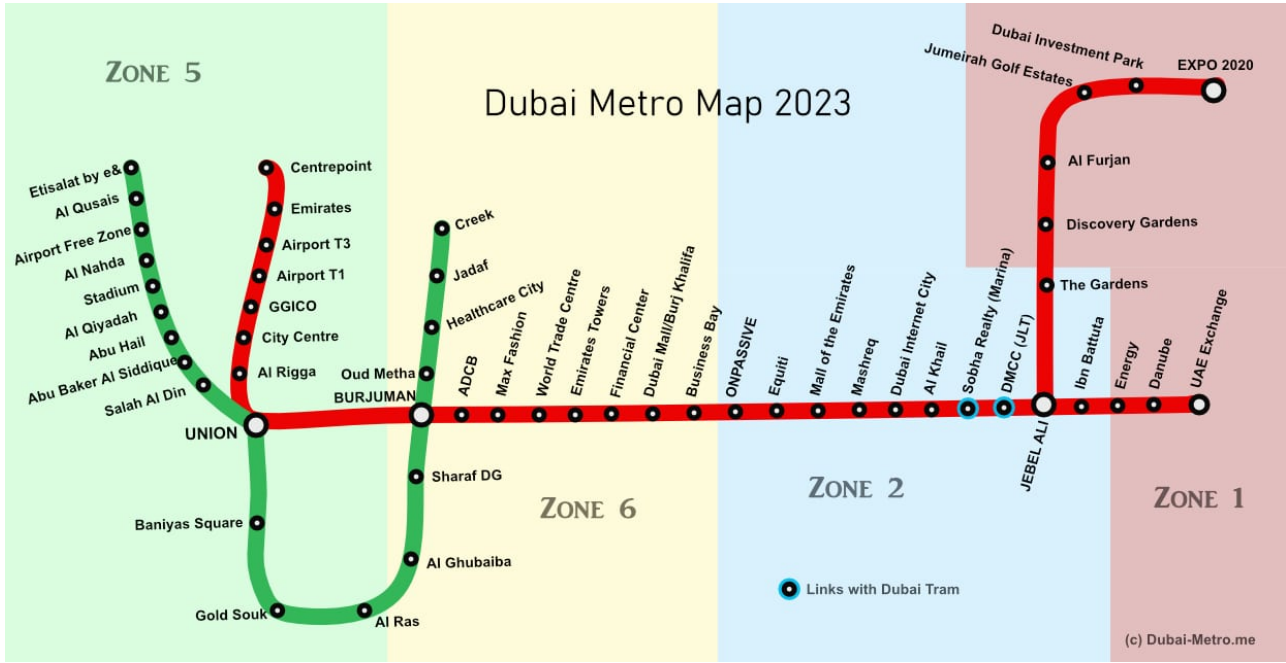 Dubai Metro Map 2023
ZONE 5
ZONE 6
ZONE 2
ZONE 1
Etisalat by e&
Al Qusais
Airport Free Zone
Al Nahda
Stadium
Al Qiyadah
Abu Hail
Abu Baker Al Siddique
Salah Al Din
UNION
Baniyas Square
Gold Souk
Al Ras
Al Ghubaiba
Sharaf DG
BURJUMAN
Oud Metha
Healthcare City
Jadaf
Creek
Centrepoint
Emirates
Airport T3
Airport T1
GGICO
City Centre
Al Rigga
ADCB
Max Fashion
World Trade Centre
Emirates Towers
Financial Center
Dubai Mall/Burj Khalifa
Business Bay
ONPASSIVE
Equiti
Mall of the Emirates
Mashreq
Dubai Internet City
Al Khail
Sobha Realty (Marina)
DMCC (JLT)
JEBEL ALI
Ibn Battuta
Energy
Danube
UAE Exchange
The Gardens
Discovery Gardens
Al Furjan
Jumeirah Golf Estates
Dubai Investment Park
EXPO 2020
Links with Dubai Tram
(c) Dubai-Metro.me